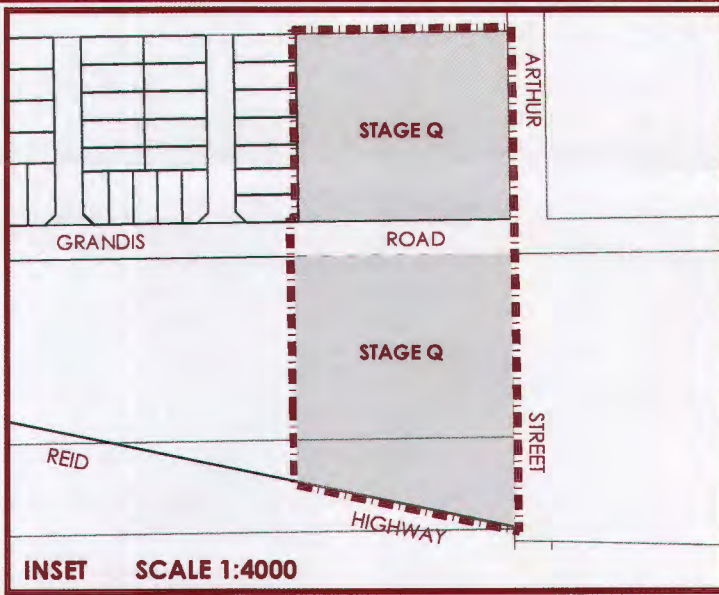 ARTHUR
STAGE Q
GRANDIS ROAD
STAGE Q
STREET
REID HIGHWAY
INSET SCALE 1:4000